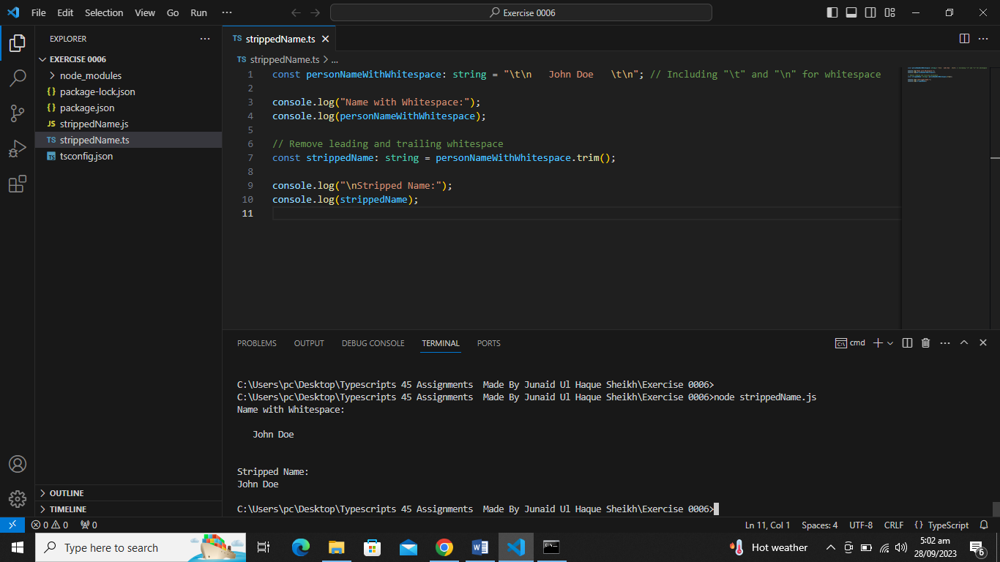 File Edit Selection View Go Run ···
Exercise 0006
EXPLORER ···
EXERCISE 0006
node_modules
{} package-lock.json
{} package.json
JS strippedName.js
TS strippedName.ts
TS tsconfig.json
OUTLINE
TIMELINE
TS strippedName.ts
TS strippedName.ts > ...
1 const personNameWithWhitespace: string = "\t\n   John Doe   \t\n"; // Including "\t" and "\n" for whitespace
2
3 console.log("Name with Whitespace:");
4 console.log(personNameWithWhitespace);
5
6 // Remove leading and trailing whitespace
7 const strippedName: string = personNameWithWhitespace.trim();
8
9 console.log("\nStripped Name:");
10 console.log(strippedName);
11
PROBLEMS OUTPUT DEBUG CONSOLE TERMINAL PORTS cmd
C:\Users\pc\Desktop\Typescripts 45 Assignments  Made By Junaid Ul Haque Sheikh\Exercise 0006>
C:\Users\pc\Desktop\Typescripts 45 Assignments  Made By Junaid Ul Haque Sheikh\Exercise 0006>node strippedName.js
Name with Whitespace:
John Doe
Stripped Name:
John Doe
C:\Users\pc\Desktop\Typescripts 45 Assignments  Made By Junaid Ul Haque Sheikh\Exercise 0006>
0 0 0 Ln 11, Col 1 Spaces: 4 UTF-8 CRLF {} TypeScript
Type here to search
Hot weather
5:02 am
28/09/2023
6